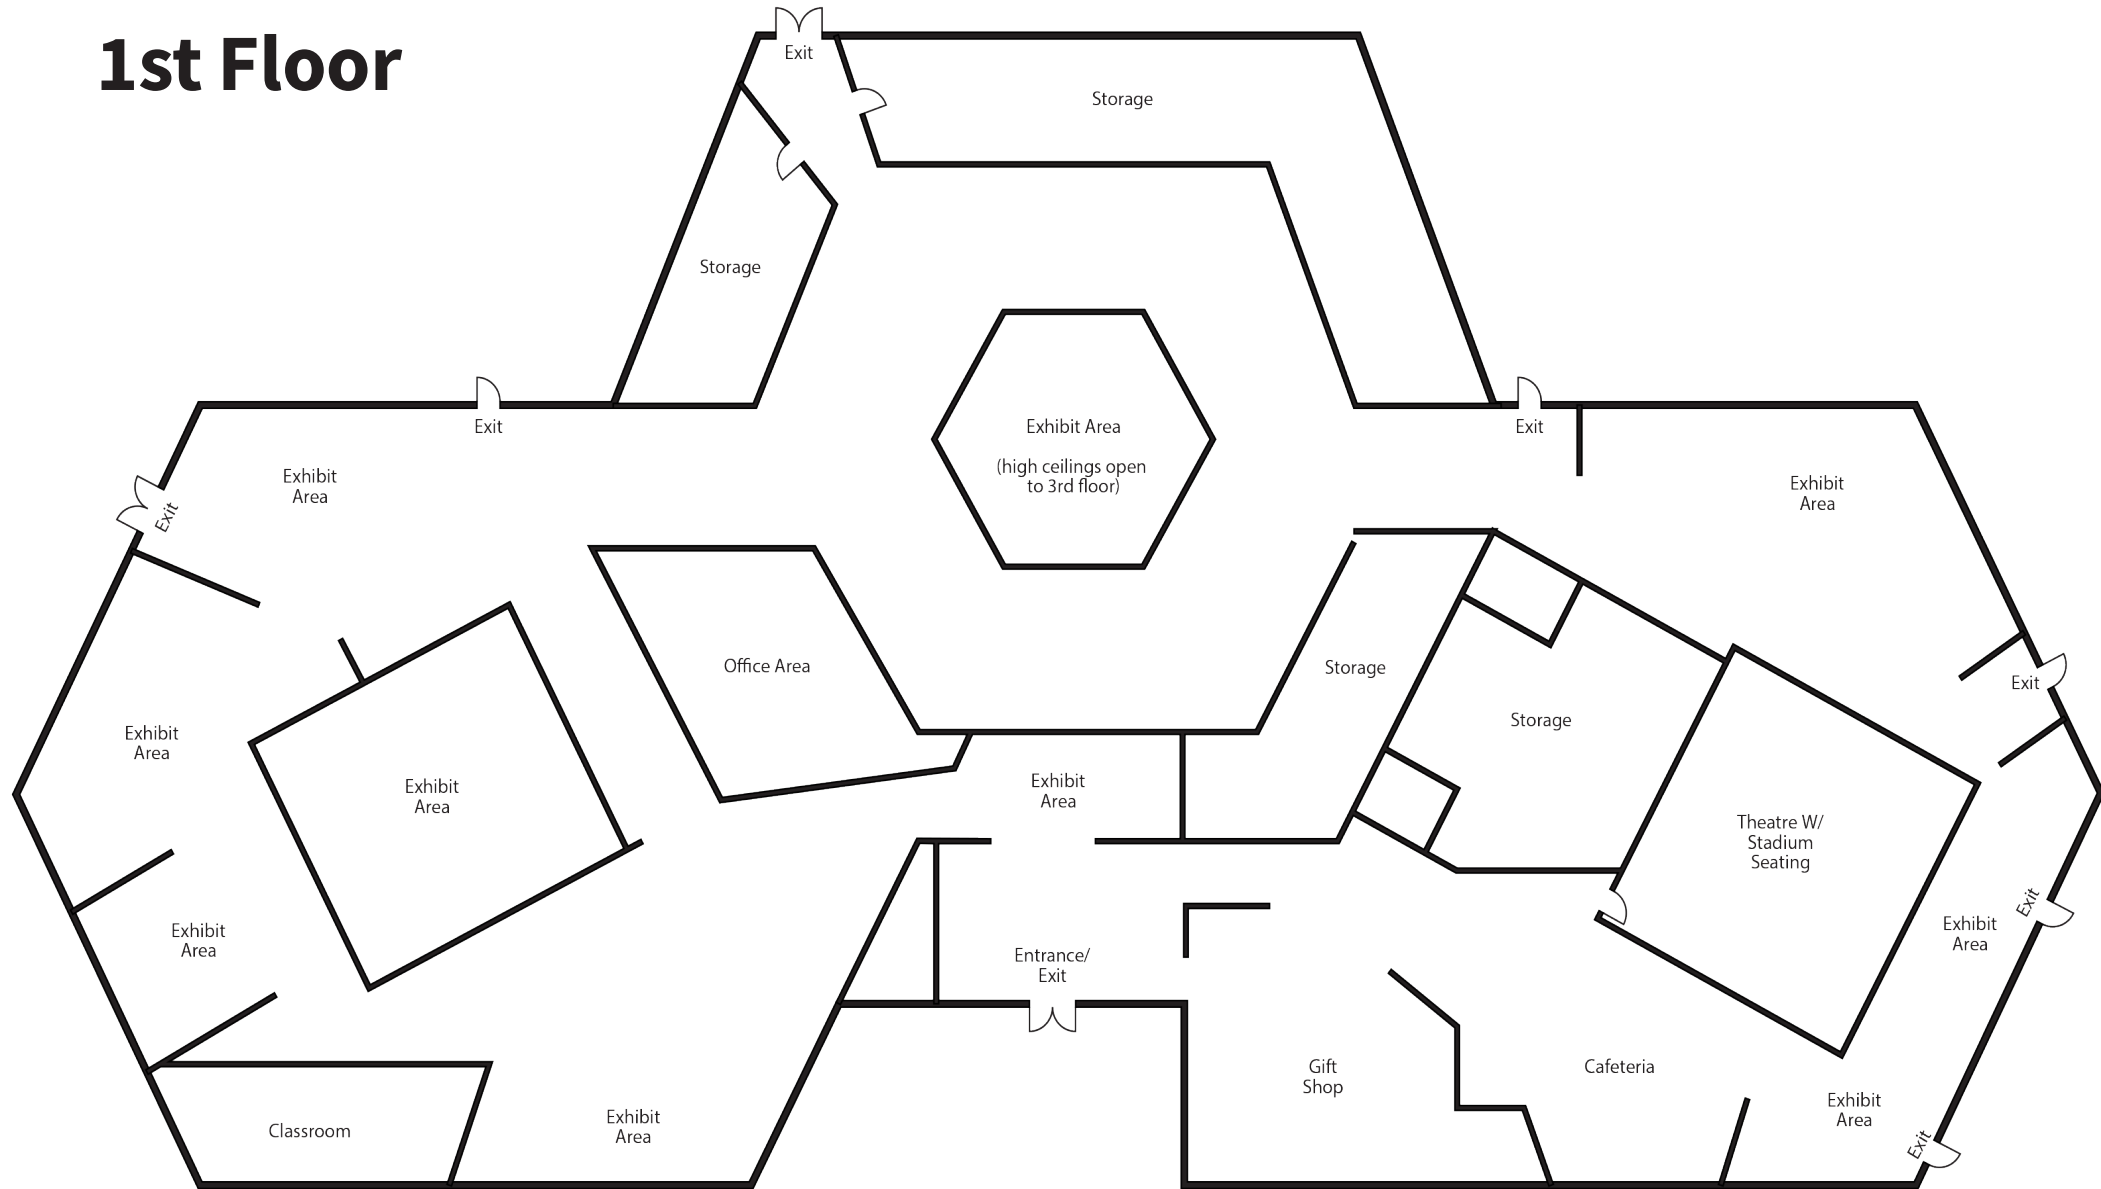 1st Floor
Exit
Storage
Storage
Exit
Exit
Exhibit Area
(high ceilings open
to 3rd floor)
Exhibit
Area
Exit
Exhibit
Area
Office Area
Storage
Exit
Storage
Exhibit
Area
Exhibit
Area
Exhibit
Area
Theatre W/
Stadium
Seating
Exhibit
Area
Entrance/
Exit
Exit
Exhibit
Area
Gift
Shop
Cafeteria
Classroom
Exhibit
Area
Exhibit
Area
Exit